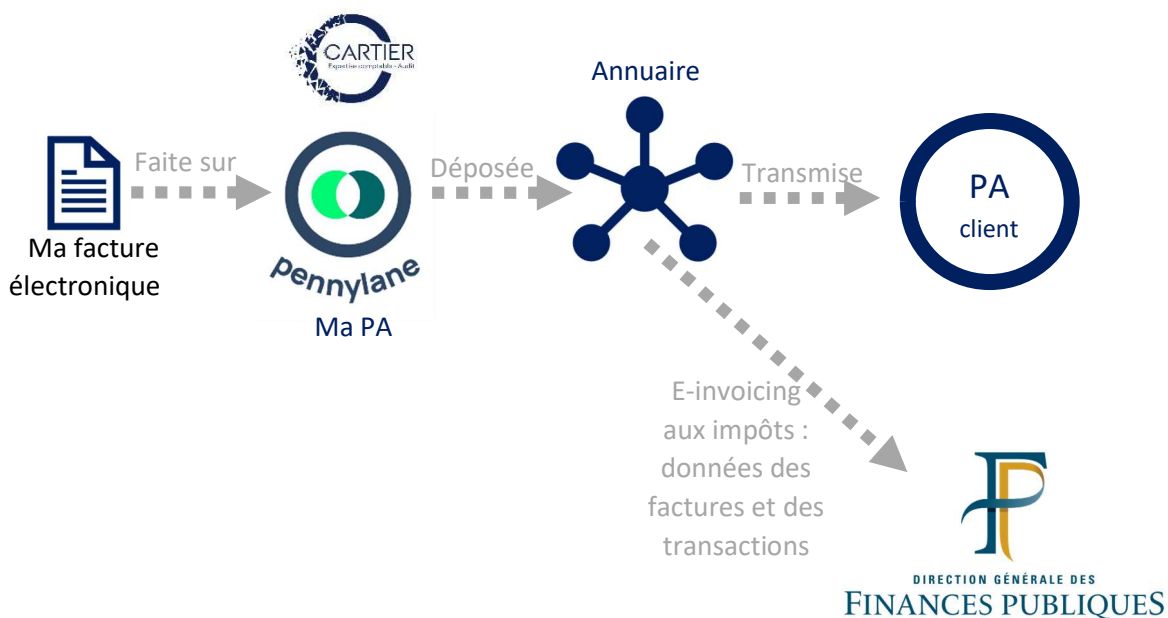 CARTIER
Expertise comptable - Audit
Annuaire
Faite sur
Déposée
Transmise
PA
client
Ma facture
électronique
pennylane
Ma PA
E-invoicing
aux impôts :
données des
factures et des
transactions
DIRECTION GÉNÉRALE DES
FINANCES PUBLIQUES